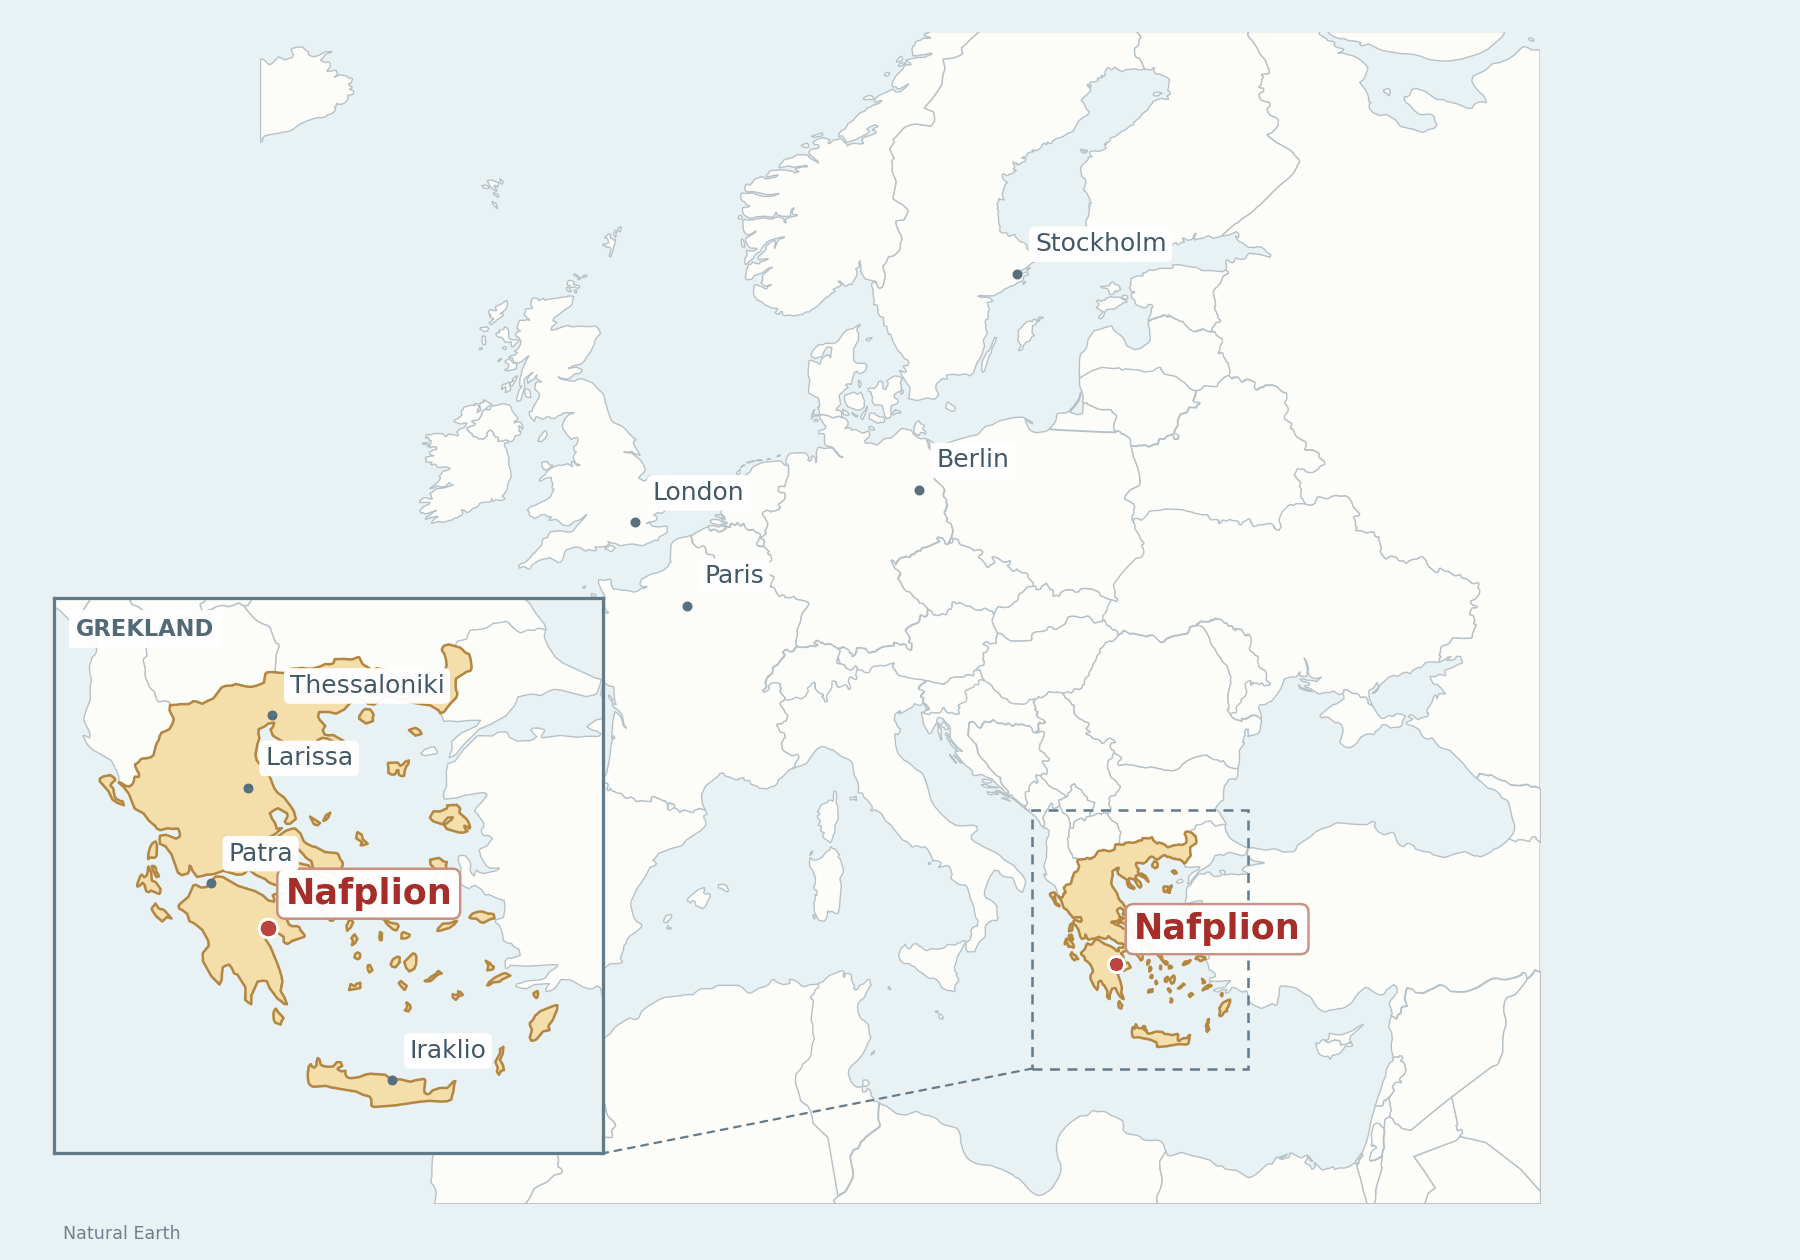 Stockholm
Berlin
London
Paris
GREKLAND
Thessaloniki
Larissa
Patra
Nafplion
Nafplion
Iraklio
Natural Earth